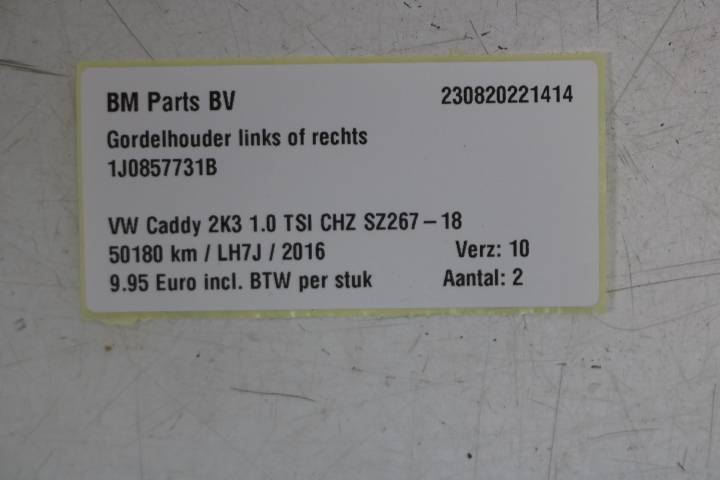 BM Parts BV 230820221414
Gordelhouder links of rechts
1J0857731B
VW Caddy 2K3 1.0 TSI CHZ SZ267-18
50180 km / LH7J / 2016 Verz: 10
9.95 Euro incl. BTW per stuk Aantal: 2